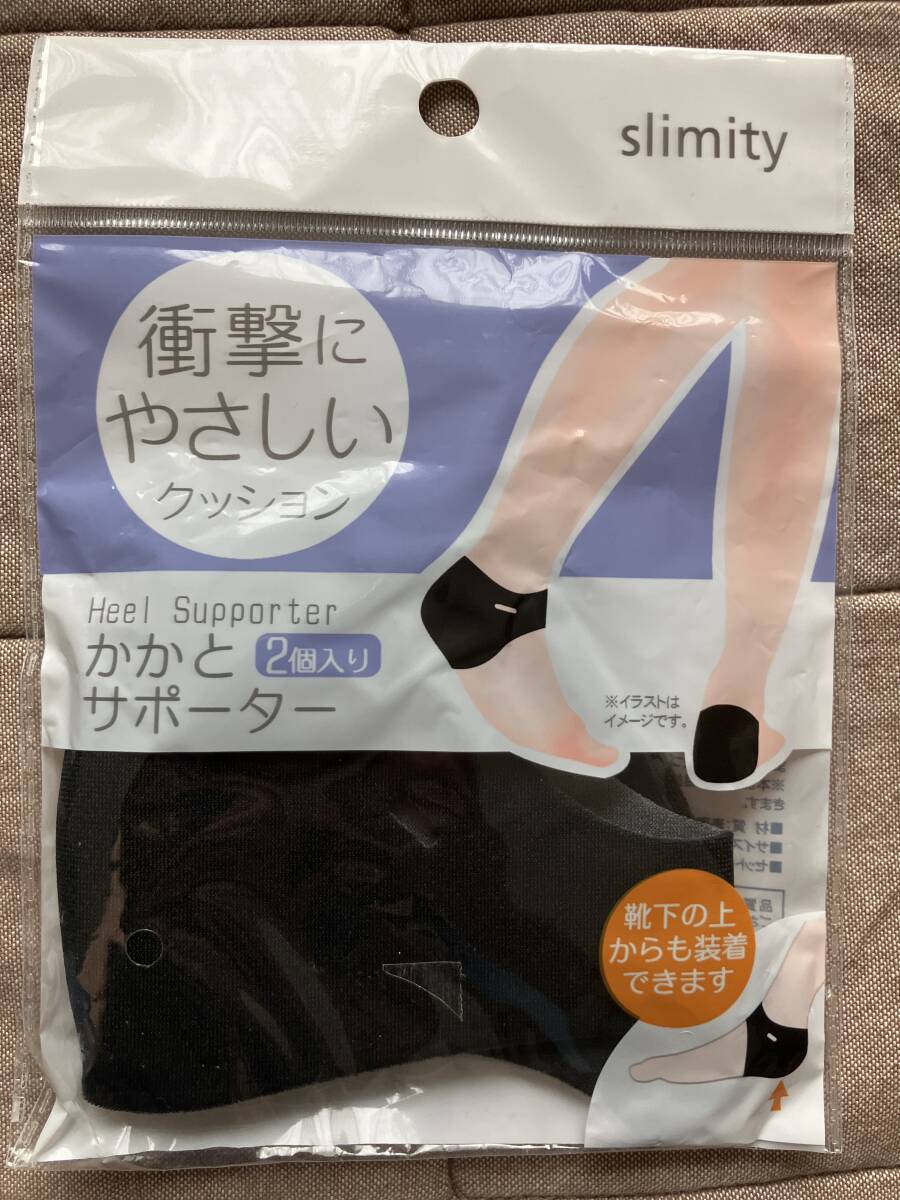 slimity
衝撃に
やさしい
クッション
Heel Supporter
かかと 2個入り
サポーター
※イラストは
イメージです。
靴下の上
からも装着
できます